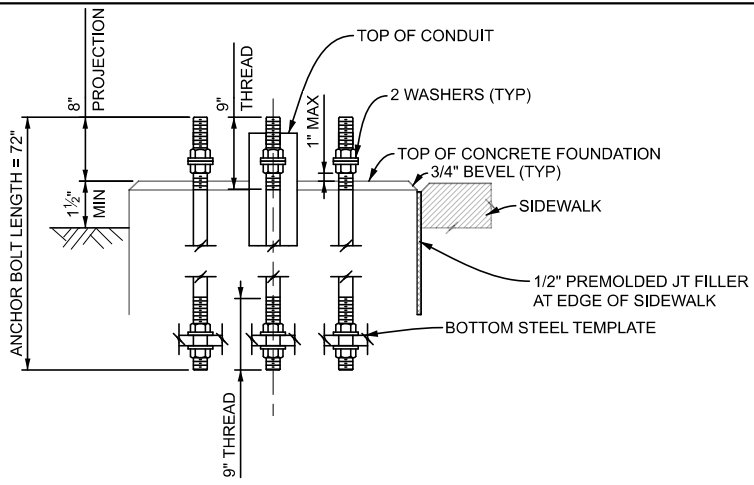 TOP OF CONDUIT
8"
PROJECTION
9"
THREAD
1" MAX
2 WASHERS (TYP)
TOP OF CONCRETE FOUNDATION
3/4" BEVEL (TYP)
1½"
MIN
SIDEWALK
ANCHOR BOLT LENGTH = 72"
1/2" PREMOLDED JT FILLER
AT EDGE OF SIDEWALK
BOTTOM STEEL TEMPLATE
9" THREAD